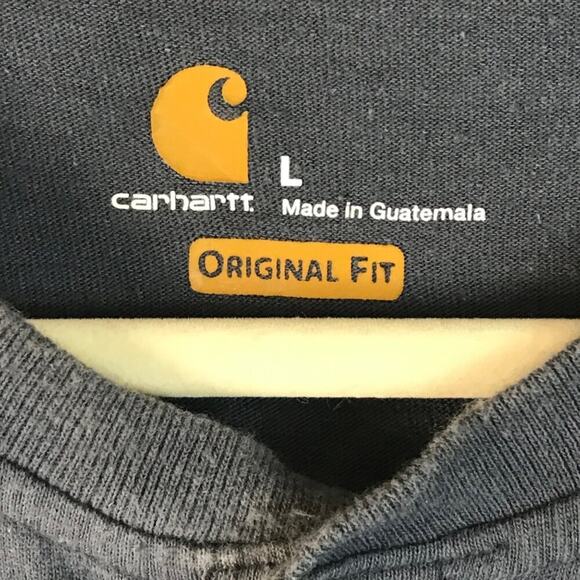 L
carhartt. Made in Guatemala
ORIGINAL FIT